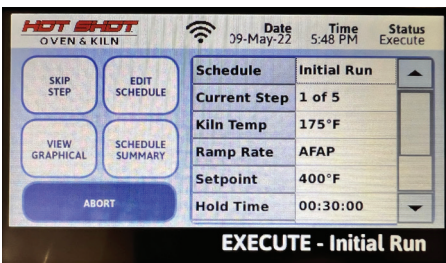 HOT SHOT
OVEN & KILN
Date
09-May-22
Time
5:48 PM
Status
Execute
SKIP STEP
EDIT SCHEDULE
VIEW GRAPHICAL
SCHEDULE SUMMARY
ABORT
Schedule Initial Run
Current Step 1 of 5
Kiln Temp 175°F
Ramp Rate AFAP
Setpoint 400°F
Hold Time 00:30:00
EXECUTE - Initial Run